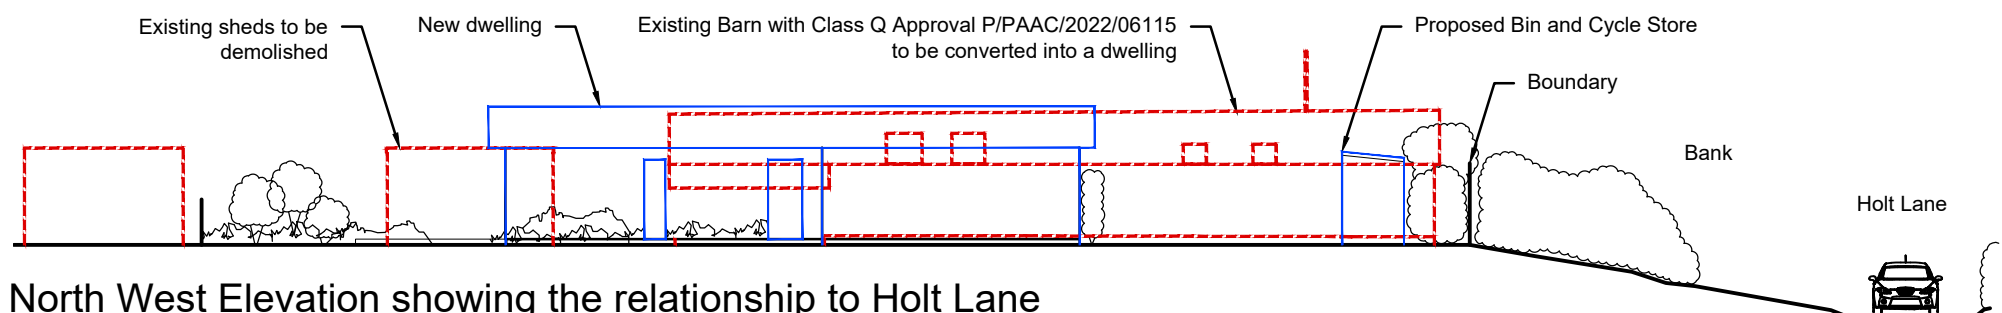 Existing sheds to be
demolished
New dwelling
Existing Barn with Class Q Approval P/PAAC/2022/06115
to be converted into a dwelling
Proposed Bin and Cycle Store
Boundary
Bank
Holt Lane
North West Elevation showing the relationship to Holt Lane